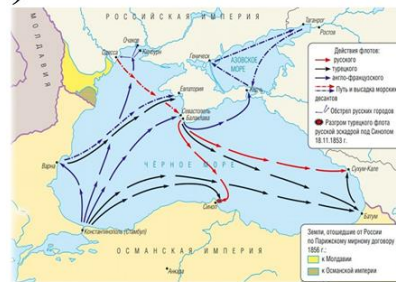 РОССИЙСКАЯ ИМПЕРИЯ
МОЛДАВИЯ
Таганрог
Ростов
Очаков
Одесса
Кинбурн
Геническ
АЗОВСКОЕ
МОРЕ
Керчь
Евпатория
Севастополь
Балаклава
Варна
ЧЁРНОЕ МОРЕ
Сухум-Кале
Синоп
Батум
Константинополь (Стамбул)
ОСМАНСКАЯ ИМПЕРИЯ
Анкара
Действия флотов:
русского
турецкого
англо-французского
Путь и высадка морских
десантов
Обстрел русских городов
Разгром турецкого флота
русской эскадрой под Синопом
18.11.1853 г.
Земли, отошедшие от России
по Парижскому мирному договору
1856 г.:
к Молдавии
к Османской империи